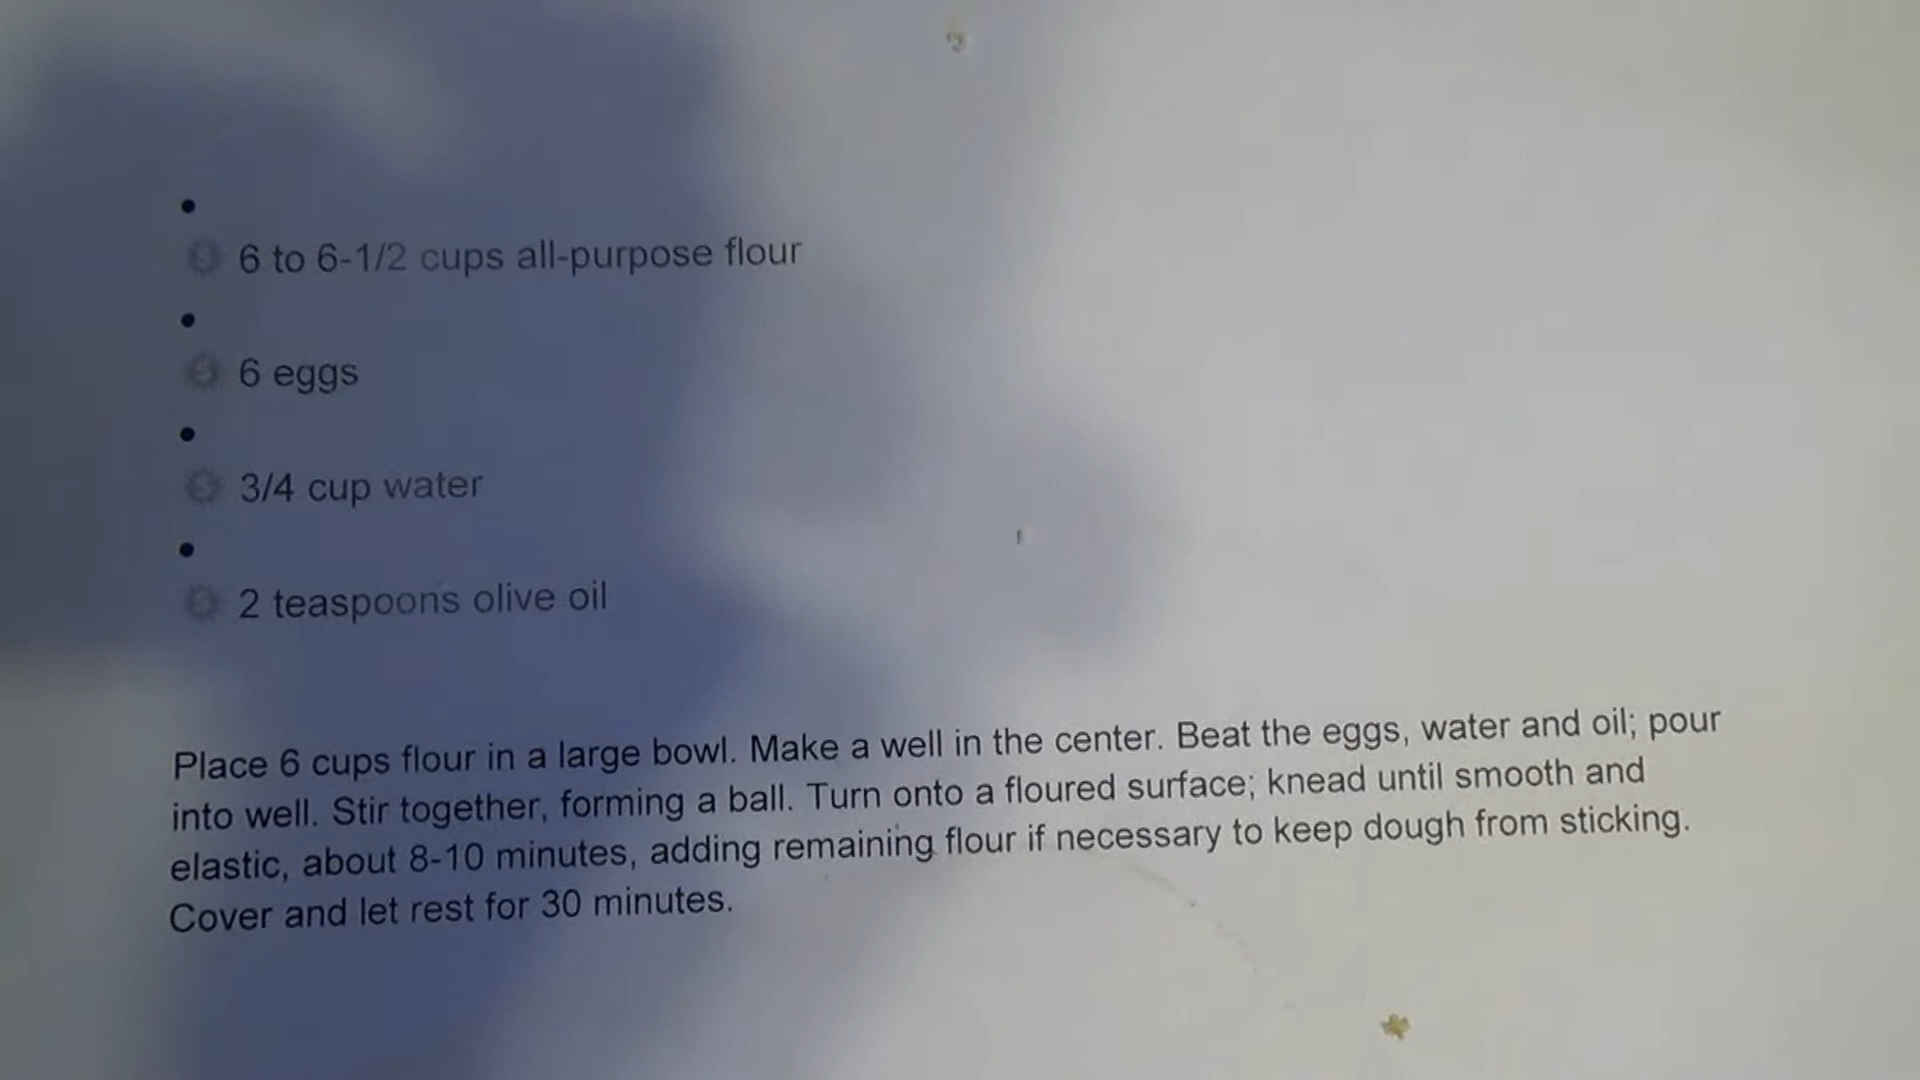 • 
6 to 6-1/2 cups all-purpose flour
• 
6 eggs
• 
3/4 cup water
• 
2 teaspoons olive oil
Place 6 cups flour in a large bowl. Make a well in the center. Beat the eggs, water and oil; pour
into well. Stir together, forming a ball. Turn onto a floured surface; knead until smooth and
elastic, about 8-10 minutes, adding remaining flour if necessary to keep dough from sticking.
Cover and let rest for 30 minutes.